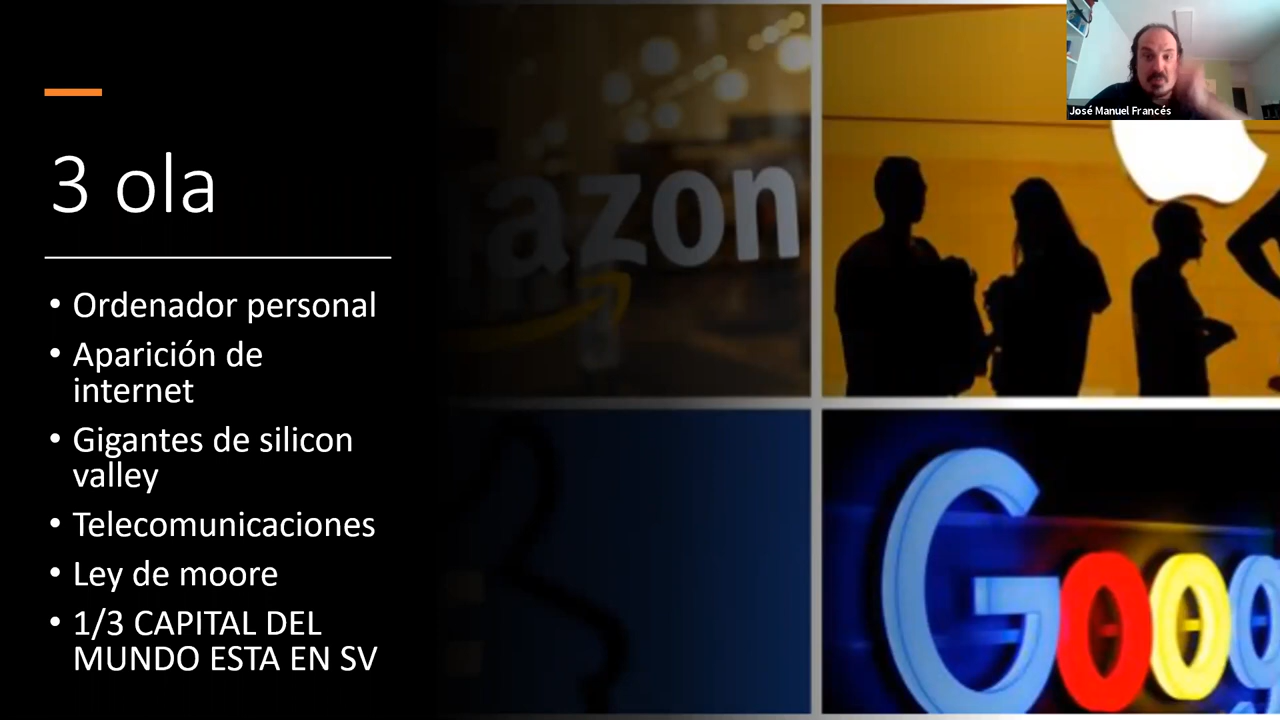 3 ola
• Ordenador personal
• Aparición de
internet
• Gigantes de silicon
valley
• Telecomunicaciones
• Ley de moore
• 1/3 CAPITAL DEL
MUNDO ESTA EN SV
azon
José Manuel Francés
Goog